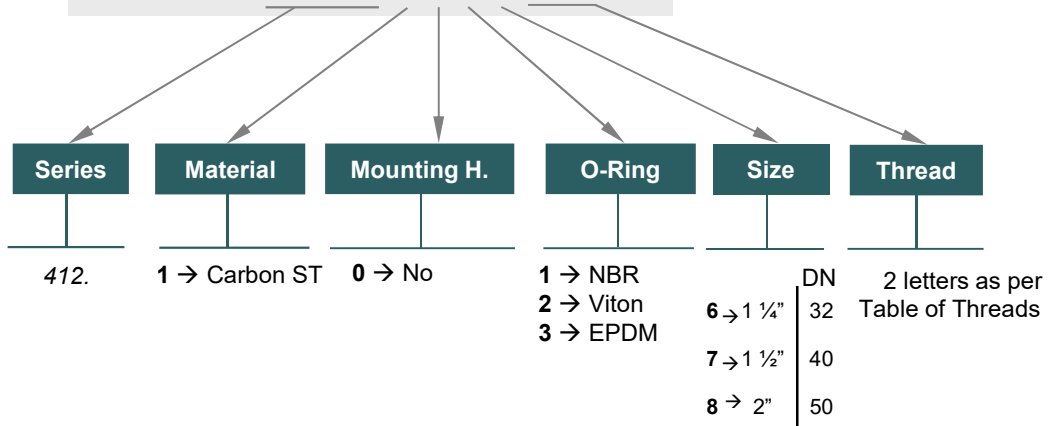 Series Material Mounting H. O-Ring Size Thread
412. 1 → Carbon ST 0 → No 1 → NBR DN 2 letters as per
2 → Viton 6 → 1 ¼” 32 Table of Threads
3 → EPDM
7 → 1 ½” 40
8 → 2” 50